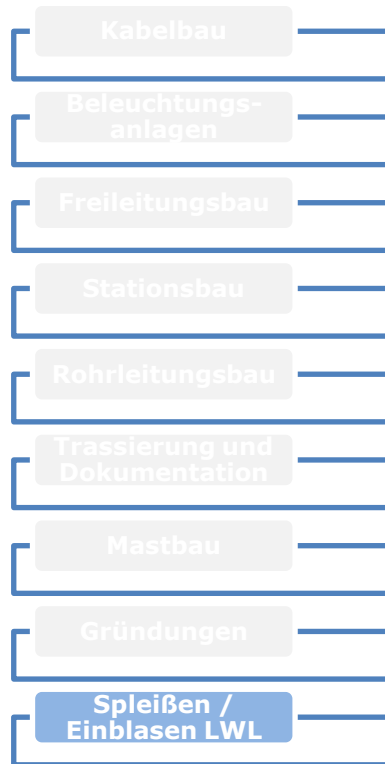 Kabelbau
Beleuchtungs-
anlagen
Freileitungsbau
Stationsbau
Rohrleitungsbau
Trassierung und
Dokumentation
Mastbau
Gründungen
Spleißen /
Einblasen LWL